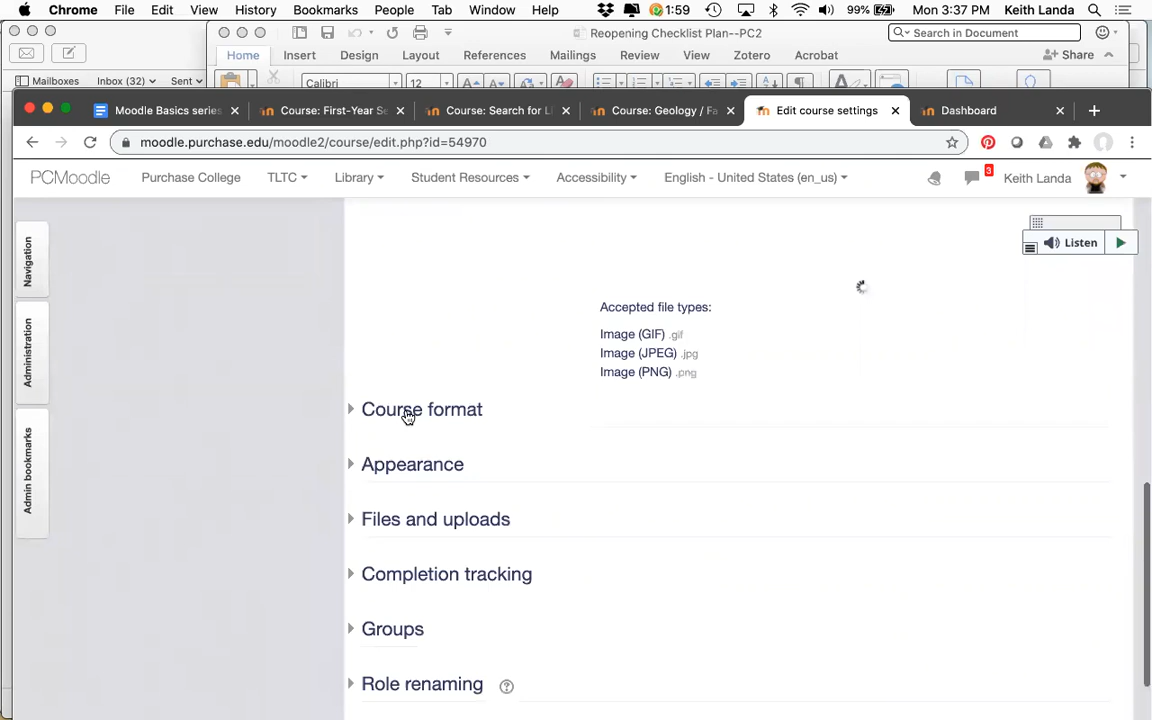 Chrome File Edit View History Bookmarks People Tab Window Help 1:59 99% Mon 3:37 PM Keith Landa
Reopening Checklist Plan--PC2
Search in Document
Home Insert Draw Design Layout References Mailings Review View Zotero Acrobat Share
Mailboxes Inbox (32) Sent
Calibri 12
Moodle Basics series
Course: First-Year Se
Course: Search for Li
Course: Geology / Fa
Edit course settings
Dashboard
moodle.purchase.edu/moodle2/course/edit.php?id=54970
PCMoodle Purchase College TLTC Library Student Resources Accessibility English - United States (en_us) 3 Keith Landa
Navigation
Administration
Admin bookmarks
Listen
Accepted file types:
Image (GIF) .gif
Image (JPEG) .jpg
Image (PNG) .png
Course format
Appearance
Files and uploads
Completion tracking
Groups
Role renaming ?